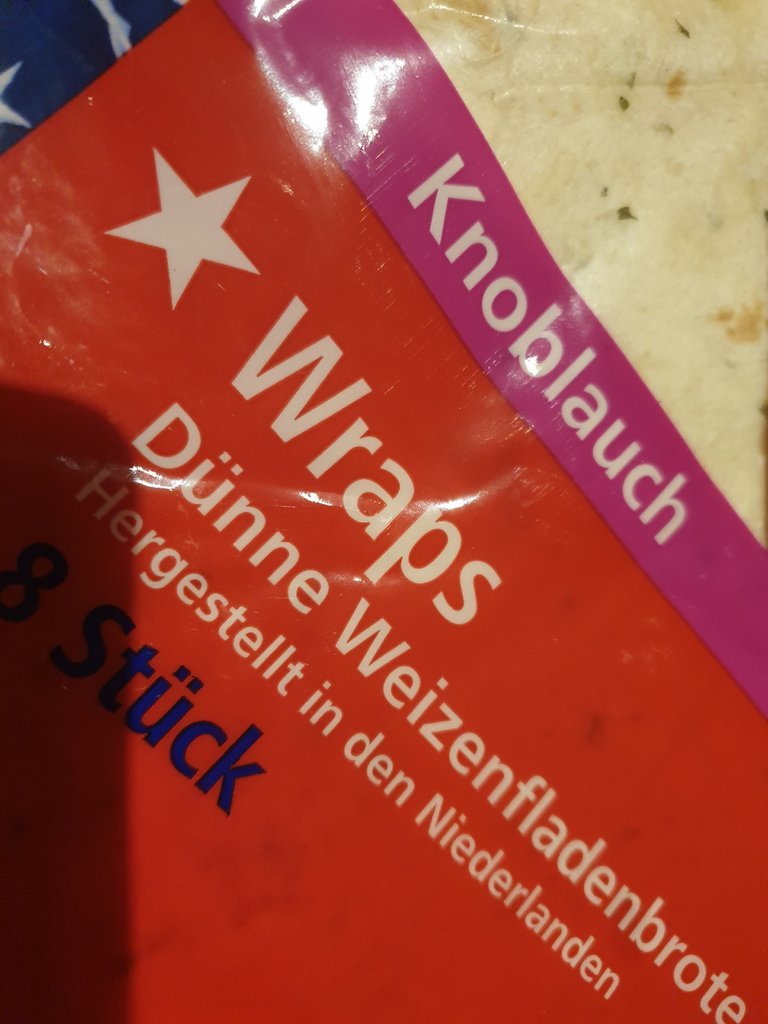 Knoblauch
Wraps
Dünne Weizenfladenbrote
Hergestellt in den Niederlanden
8 Stück